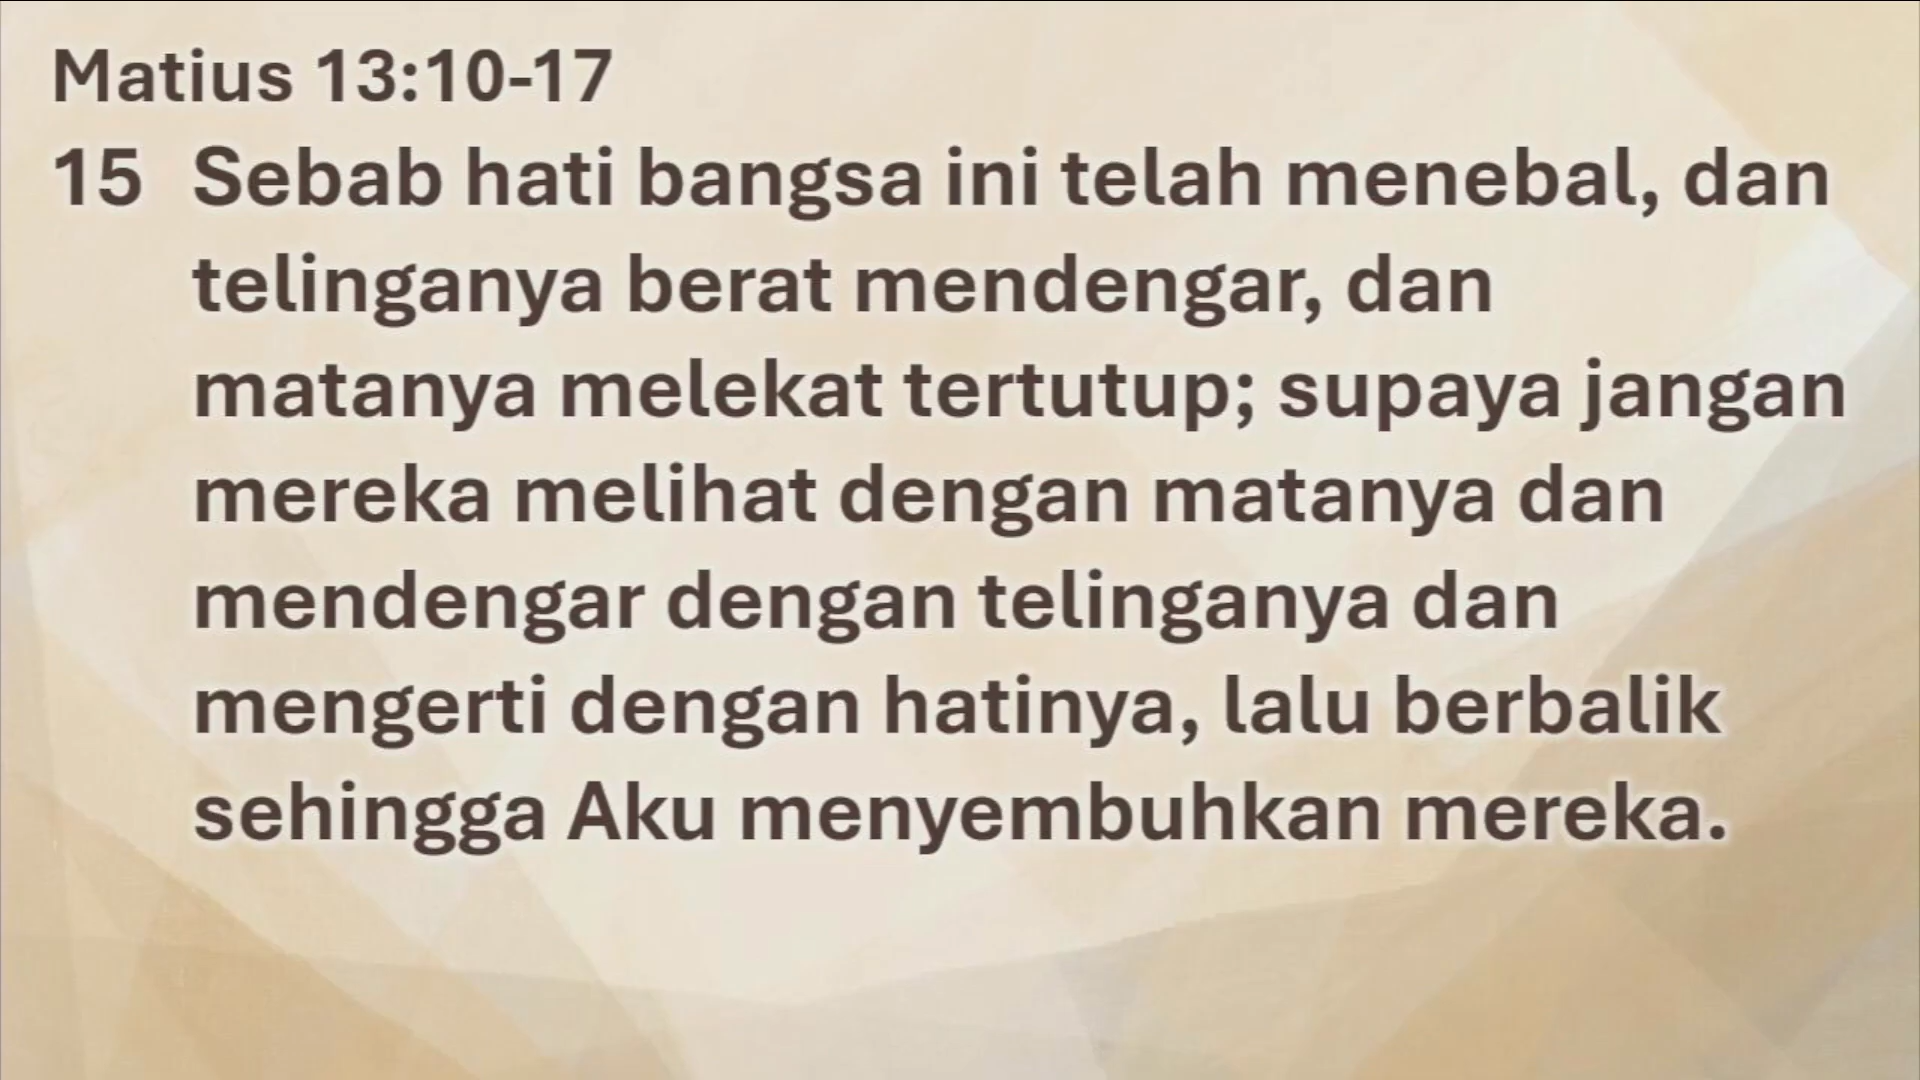 Matius 13:10-17
15 Sebab hati bangsa ini telah menebal, dan
telinganya berat mendengar, dan
matanya melekat tertutup; supaya jangan
mereka melihat dengan matanya dan
mendengar dengan telinganya dan
mengerti dengan hatinya, lalu berbalik
sehingga Aku menyembuhkan mereka.